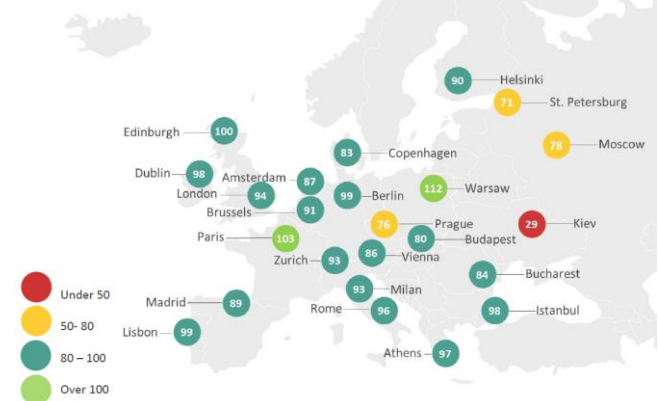 90
Helsinki
71
St. Petersburg
Edinburgh
100
78
Moscow
83
Copenhagen
Dublin
98
Amsterdam
87
London
94
99
Berlin
112
Warsaw
Brussels
91
76
Prague
29
Kiev
Paris
103
80
Budapest
Zurich
93
86
Vienna
84
Bucharest
Madrid
89
93
Milan
Rome
96
98
Istanbul
Lisbon
99
Athens
97
Under 50
50- 80
80 – 100
Over 100